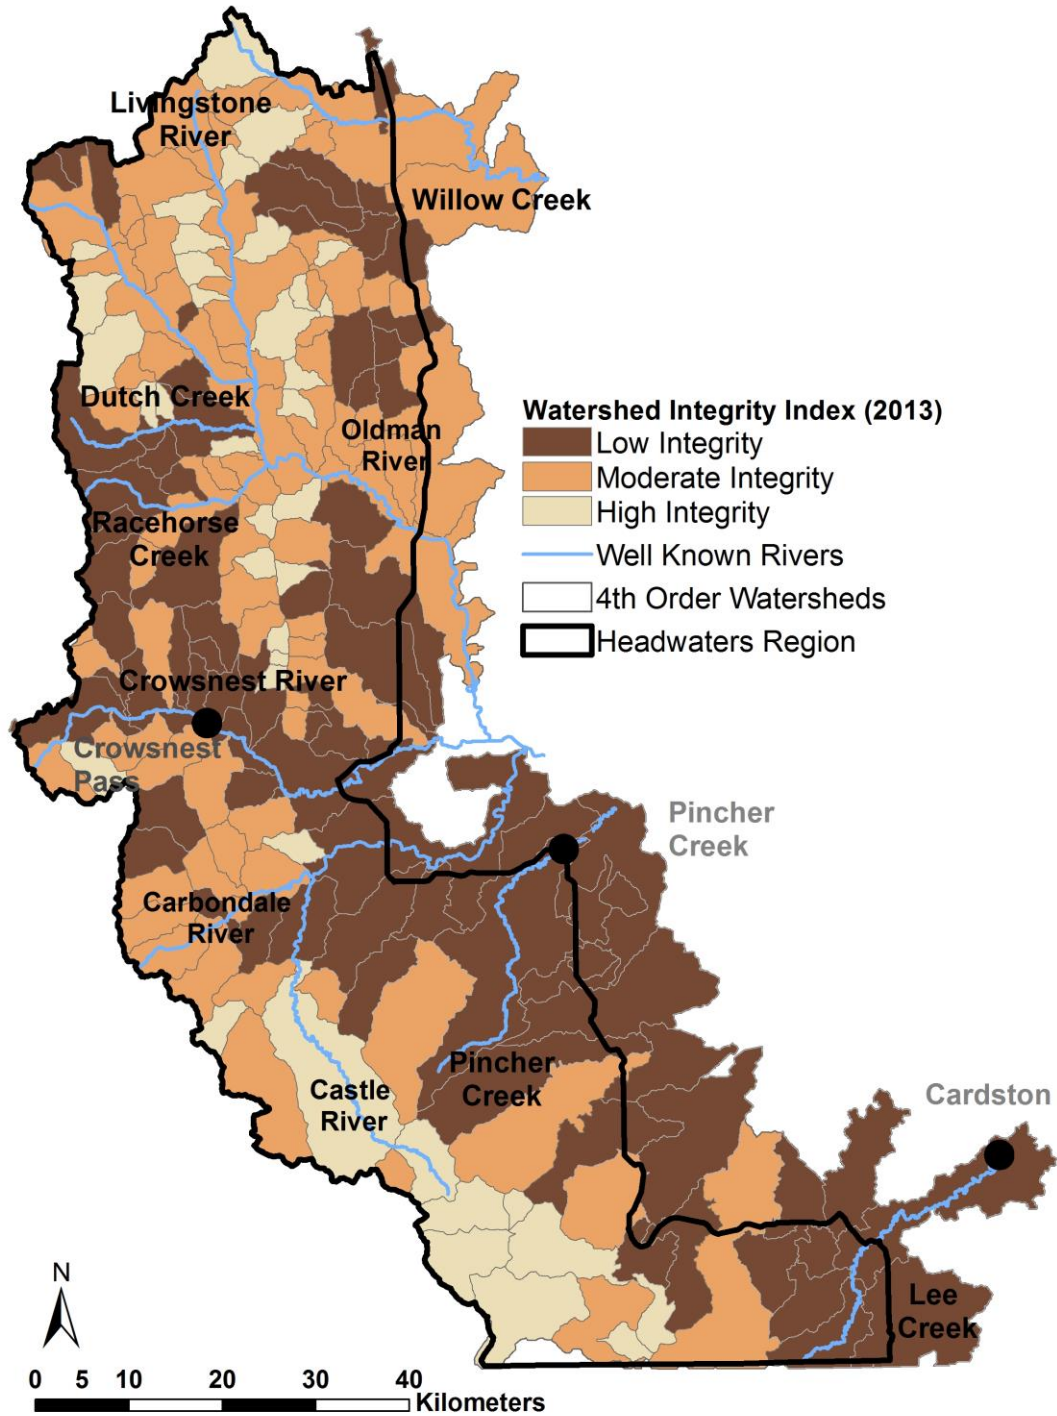 Livingstone
River
Willow Creek
Dutch Creek
Oldman
River
Watershed Integrity Index (2013)
Low Integrity
Moderate Integrity
High Integrity
Well Known Rivers
4th Order Watersheds
Headwaters Region
Racehorse
Creek
Crowsnest River
Crowsnest
Pass
Pincher
Creek
Carbondale
River
Castle
River
Pincher
Creek
Cardston
Lee
Creek
N
0 5 10 20 30 40
Kilometers